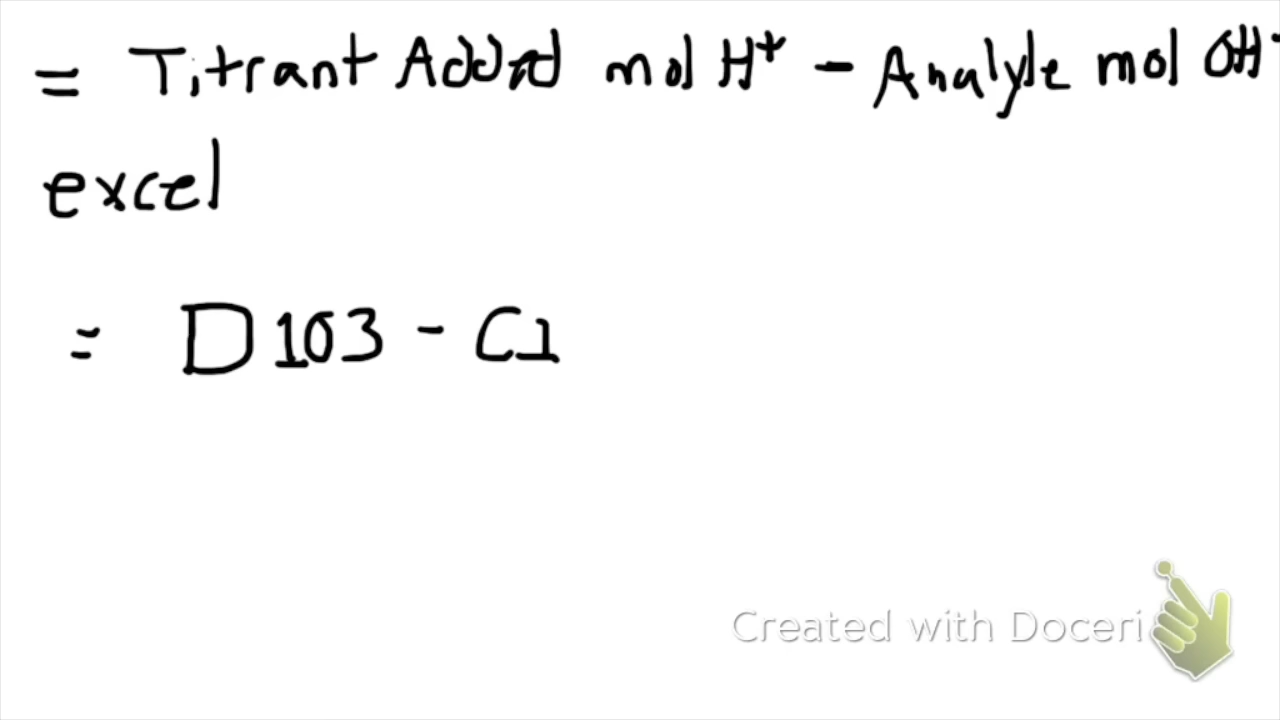 = Titrant Added mol H⁺ - Analyte mol OH⁻
excel
= D103 - C1
Created with Doceri